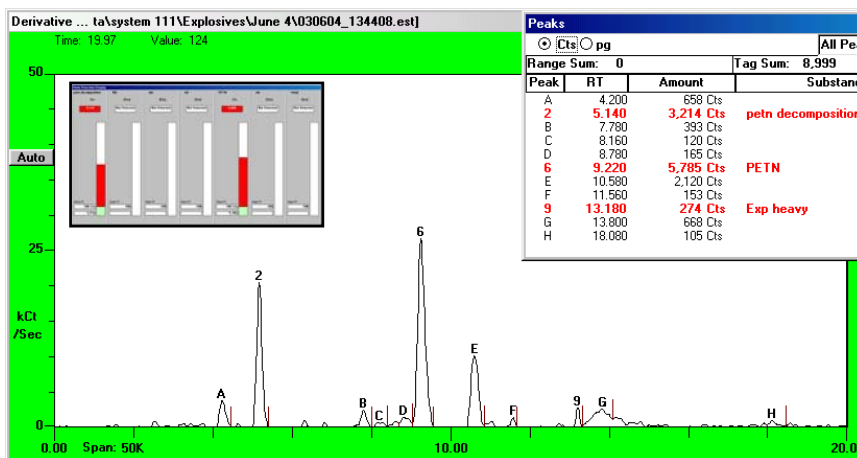 Derivative ... ta\system 111\Explosives\June 4\030604_134408.est]
Time: 19.97 Value: 124
Peaks
Cts pg
All Pea
Range Sum: 0 Tag Sum: 8,999
Peak RT Amount Substanc
A 4.200 658 Cts
2 5.140 3,214 Cts petn decomposition
B 7.780 393 Cts
C 8.160 120 Cts
D 8.780 165 Cts
6 9.220 5,785 Cts PETN
E 10.580 2,120 Cts
F 11.560 153 Cts
9 13.180 274 Cts Exp heavy
G 13.800 668 Cts
H 18.080 105 Cts
50
Auto
25
kCt
/Sec
0
A
2
B
C
D
6
E
F
9
G
H
0.00 Span: 50K 10.00 20.0